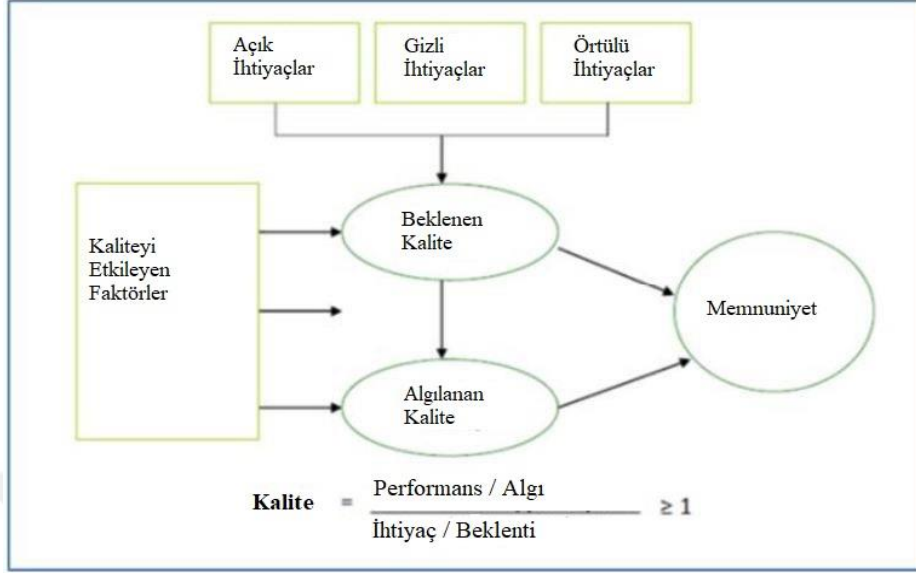 Açık
İhtiyaçlar
Gizli
İhtiyaçlar
Örtülü
İhtiyaçlar
Beklenen
Kalite
Kaliteyi
Etkileyen
Faktörler
Memnuniyet
Algılanan
Kalite
Kalite = Performans / Algı ≥ 1
İhtiyaç / Beklenti